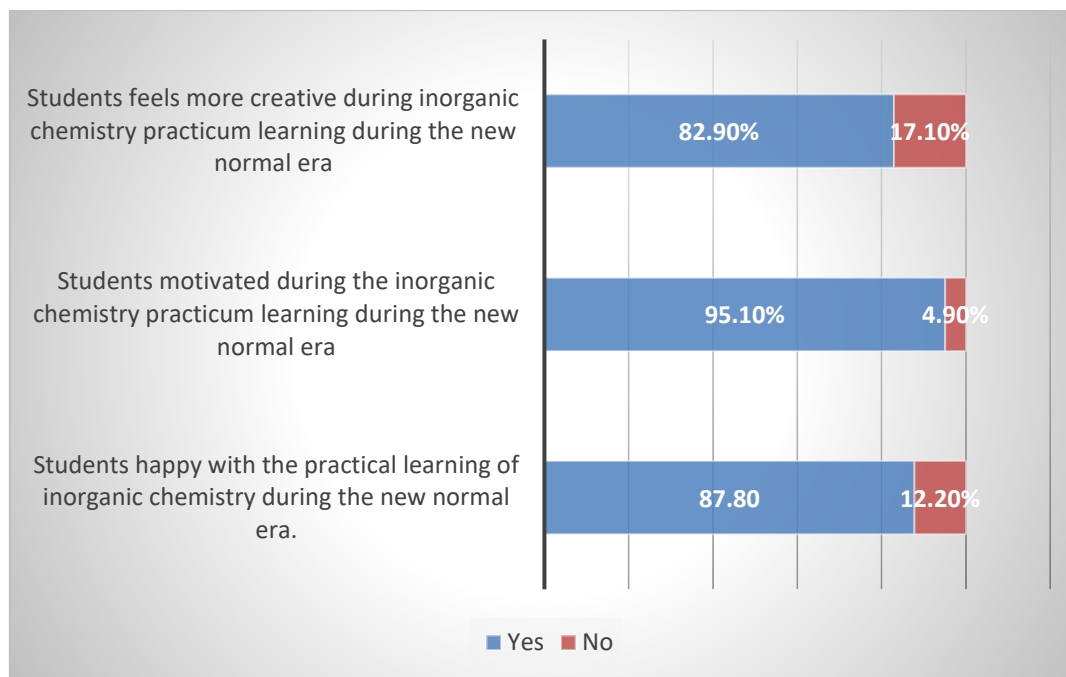 Students feels more creative during inorganic
chemistry practicum learning during the new
normal era
82.90%
17.10%
Students motivated during the inorganic
chemistry practicum learning during the new
normal era
95.10%
4.90%
Students happy with the practical learning of
inorganic chemistry during the new normal
era.
87.80
12.20%
Yes
No